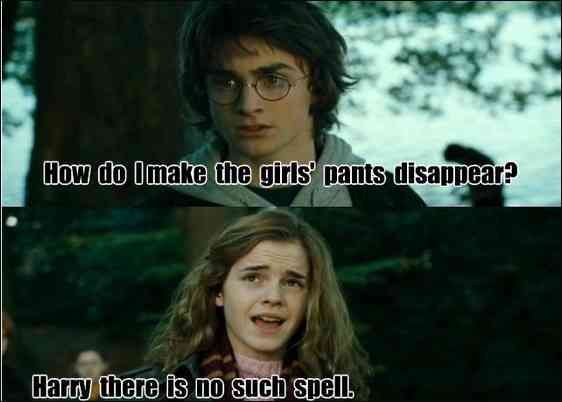 How do I make the girls' pants disappear?
Harry there is no such spell.